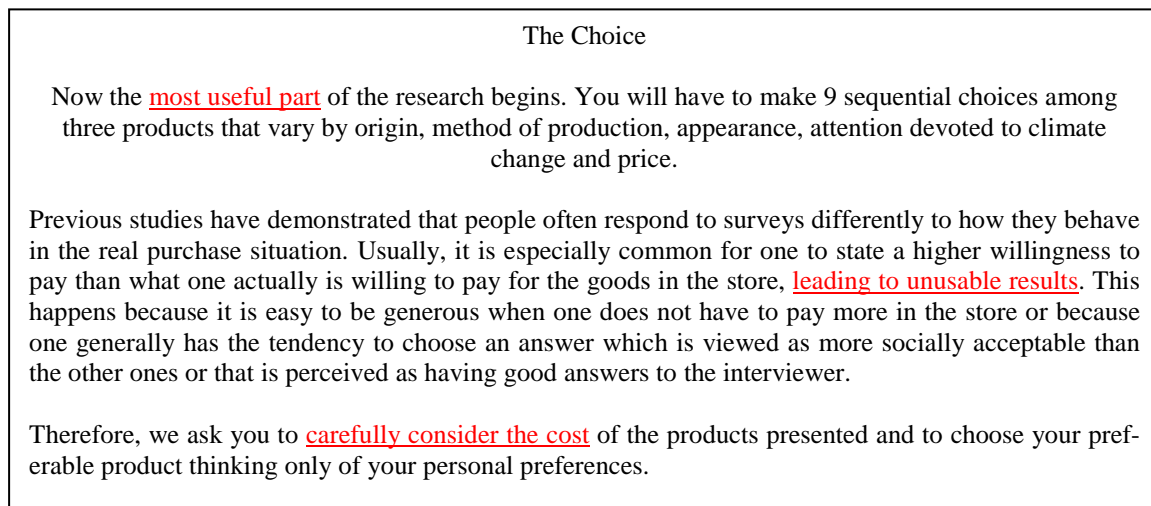 The Choice
Now the most useful part of the research begins. You will have to make 9 sequential choices among
three products that vary by origin, method of production, appearance, attention devoted to climate
change and price.
Previous studies have demonstrated that people often respond to surveys differently to how they behave
in the real purchase situation. Usually, it is especially common for one to state a higher willingness to
pay than what one actually is willing to pay for the goods in the store, leading to unusable results. This
happens because it is easy to be generous when one does not have to pay more in the store or because
one generally has the tendency to choose an answer which is viewed as more socially acceptable than
the other ones or that is perceived as having good answers to the interviewer.
Therefore, we ask you to carefully consider the cost of the products presented and to choose your pref-
erable product thinking only of your personal preferences.